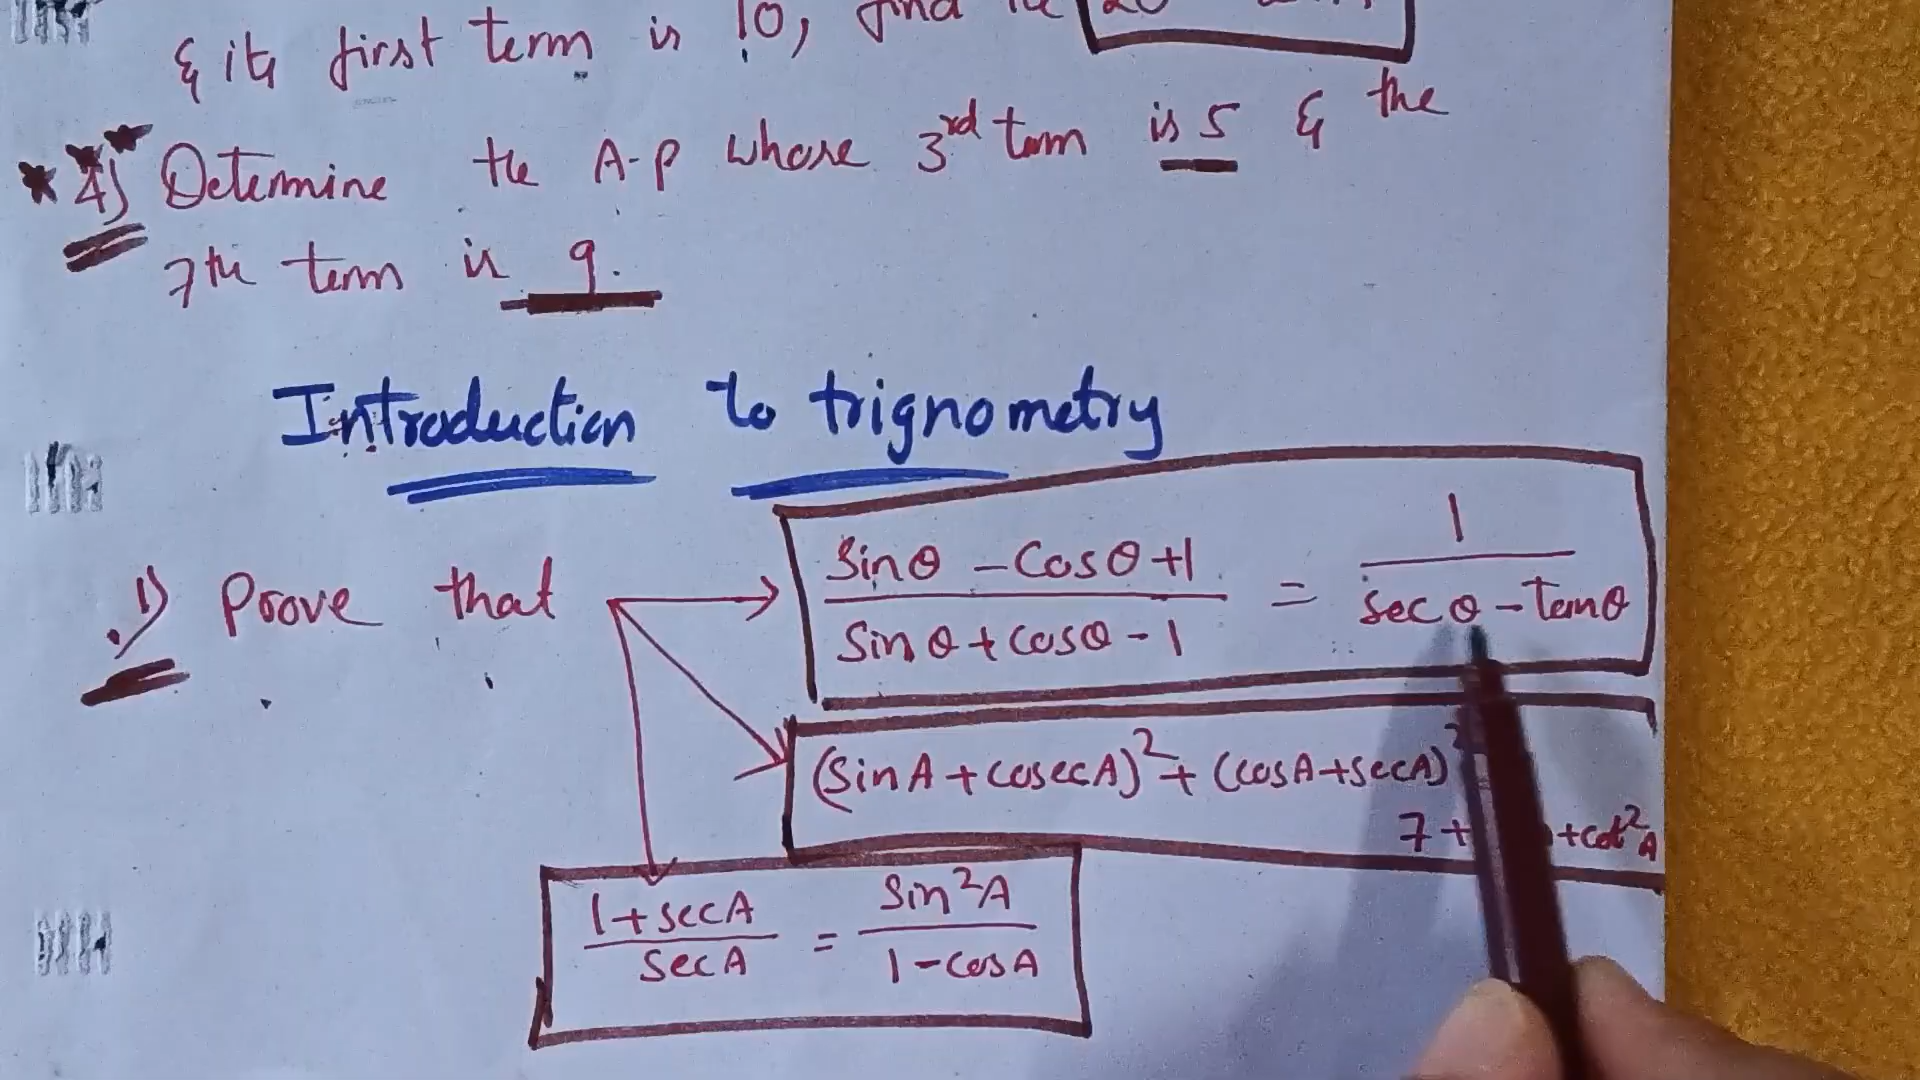 & its first term is 10, find
4) Determine the A-P whose 3rd term is 5 & the
7th term is 9.
Introduction to trignometry
1) Prove that
sinθ - cosθ + 1 / sinθ + cosθ - 1 = 1 / secθ - tanθ
(sinA + cosecA)² + (cosA + secA)
7 + + cot²A
1 + secA / secA = sin²A / 1 - cosA